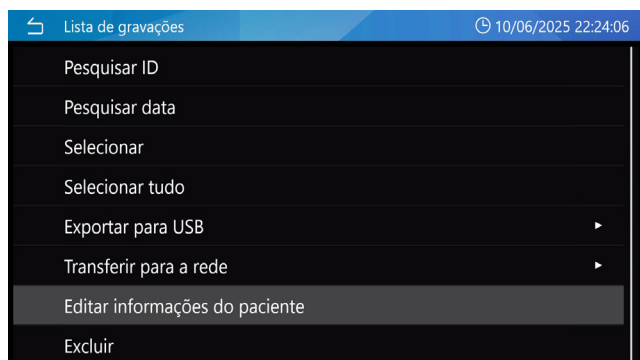 Lista de gravações 10/06/2025 22:24:06
Pesquisar ID
Pesquisar data
Selecionar
Selecionar tudo
Exportar para USB
Transferir para a rede
Editar informações do paciente
Excluir